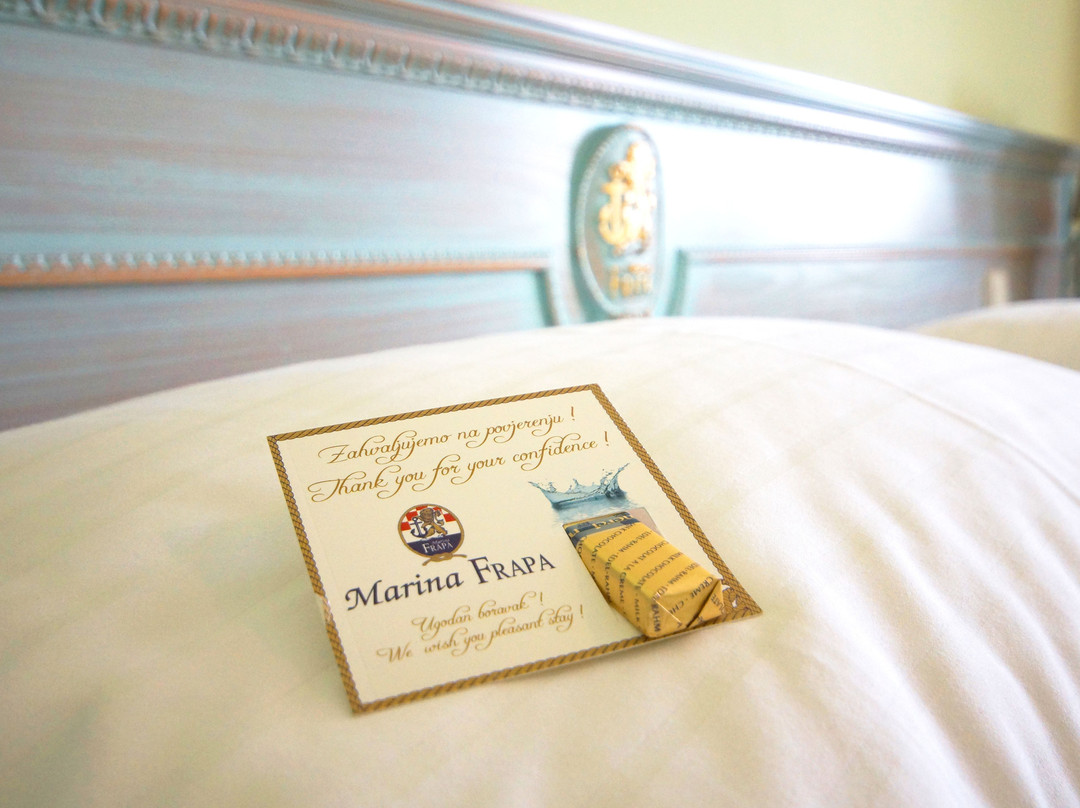 Zahvaljujemo na povjerenju !
Thank you for your confidence !
FRAPA
Marina FRAPA
Ugodan boravak !
We wish you pleasant stay !